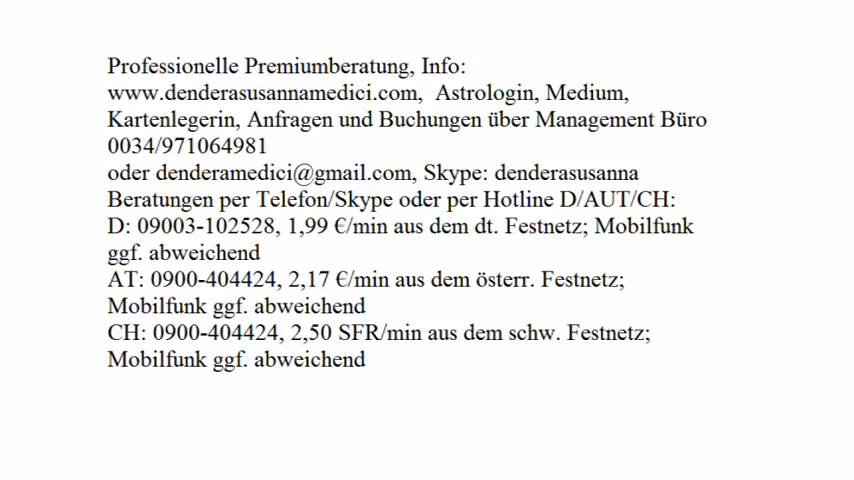 Professionelle Premiumberatung, Info:
www.denderasusannamedici.com,  Astrologin, Medium,
Kartenlegerin, Anfragen und Buchungen über Management Büro
0034/971064981
oder denderamedici@gmail.com, Skype: denderasusanna
Beratungen per Telefon/Skype oder per Hotline D/AUT/CH:
D: 09003-102528, 1,99 €/min aus dem dt. Festnetz; Mobilfunk
ggf. abweichend
AT: 0900-404424, 2,17 €/min aus dem österr. Festnetz;
Mobilfunk ggf. abweichend
CH: 0900-404424, 2,50 SFR/min aus dem schw. Festnetz;
Mobilfunk ggf. abweichend